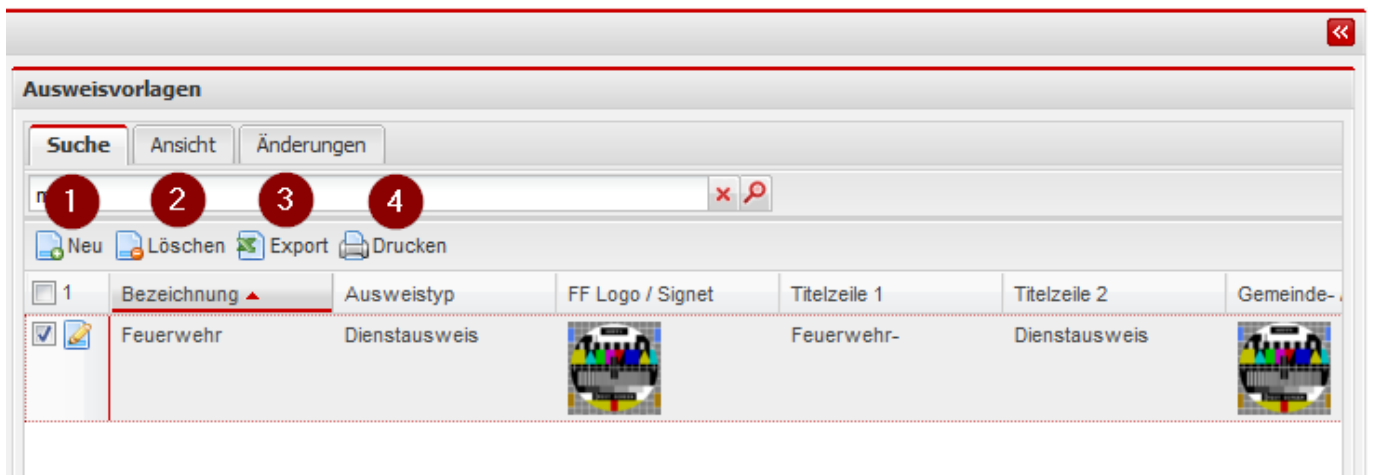 Ausweisvorlagen
Suche Ansicht Änderungen
1 2 3 4
Neu Löschen Export Drucken
1 Bezeichnung Ausweistyp FF Logo / Signet Titelzeile 1 Titelzeile 2 Gemeinde-
Feuerwehr Dienstausweis Feuerwehr- Dienstausweis